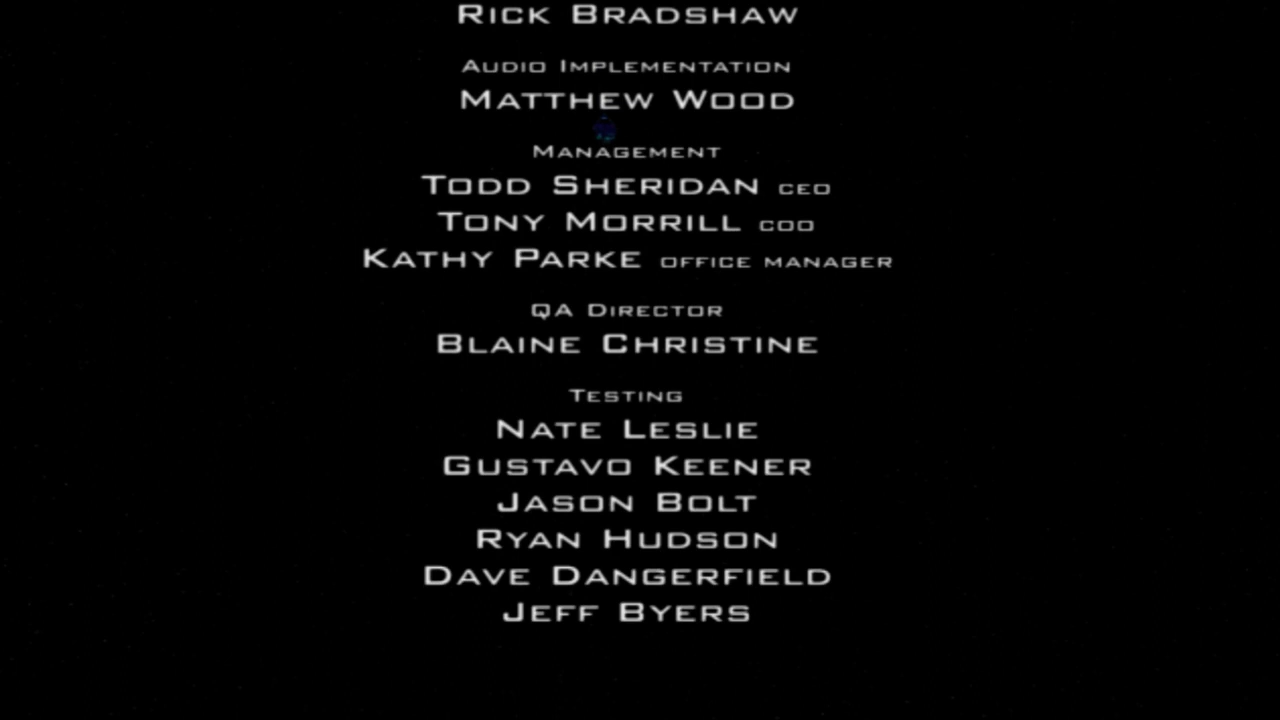 Rick Bradshaw
Audio Implementation
Matthew Wood
Management
Todd Sheridan CEO
Tony Morrill COO
Kathy Parke Office Manager
QA Director
Blaine Christine
Testing
Nate Leslie
Gustavo Keener
Jason Bolt
Ryan Hudson
Dave Dangerfield
Jeff Byers